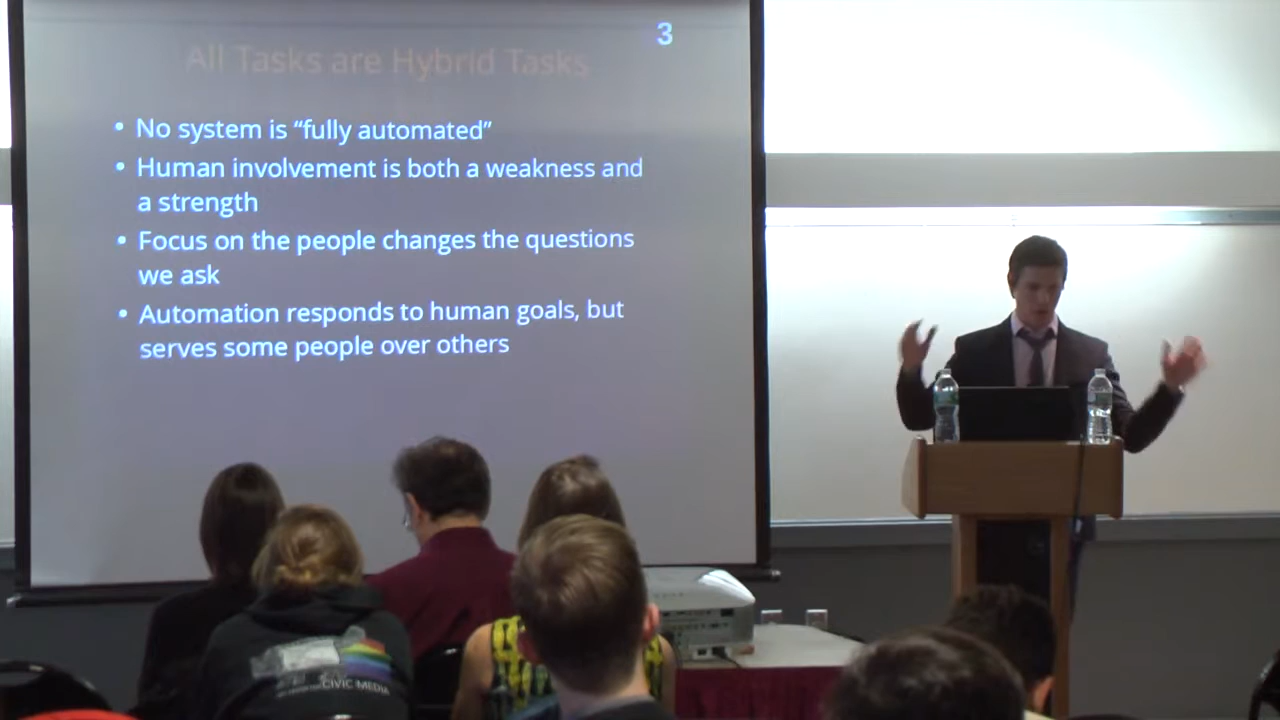 3
All Tasks are Hybrid Tasks
• No system is “fully automated”
• Human involvement is both a weakness and
a strength
• Focus on the people changes the questions
we ask
• Automation responds to human goals, but
serves some people over others
CIVIC MEDIA